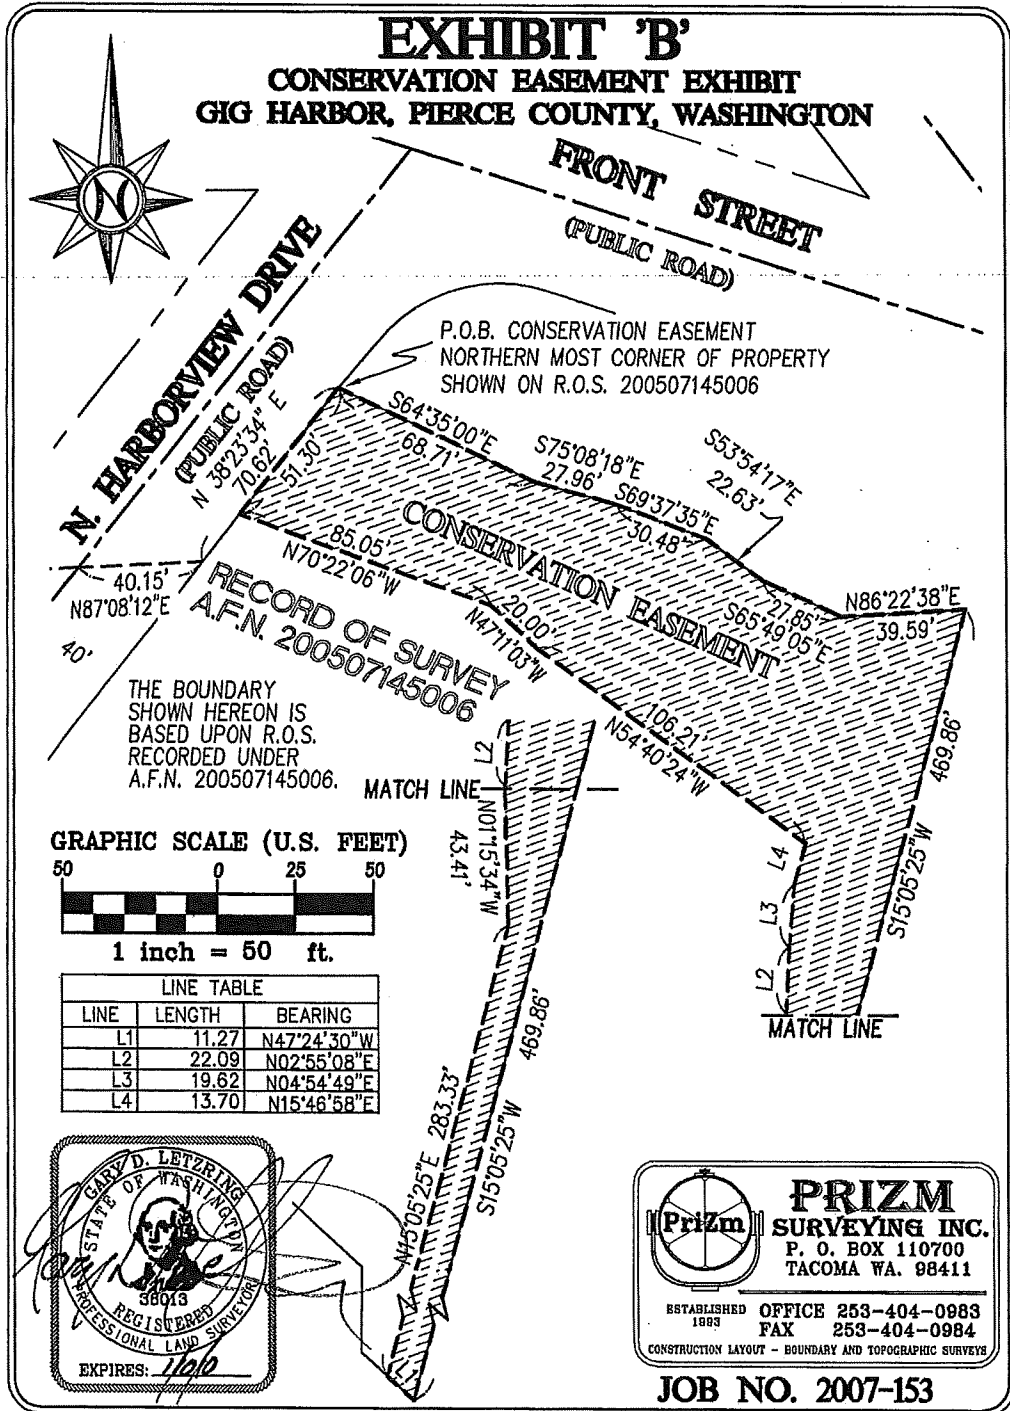 EXHIBIT 'B'
CONSERVATION EASEMENT EXHIBIT
GIG HARBOR, PIERCE COUNTY, WASHINGTON
N
FRONT STREET
(PUBLIC ROAD)
N. HARBORVIEW DRIVE
(PUBLIC ROAD)
N 38°23'34" E
70.62'
51.30'
P.O.B. CONSERVATION EASEMENT
NORTHERN MOST CORNER OF PROPERTY
SHOWN ON R.O.S. 200507145006
S64°35'00"E
68.71'
S75°08'18"E
27.96'
S69°37'35"E
30.48'
S53°54'17"E
22.63'
27.85'
S65°49'05"E
N86°22'38"E
39.59'
CONSERVATION EASEMENT
85.05'
N70°22'06"W
20.00'
N47°11'03"W
106.21'
N54°40'24"W
469.86'
S15°05'25"W
40.15'
N87°08'12"E
40'
RECORD OF SURVEY
A.F.N. 200507145006
THE BOUNDARY
SHOWN HEREON IS
BASED UPON R.O.S.
RECORDED UNDER
A.F.N. 200507145006.
L4
L3
L2
MATCH LINE
L2
MATCH LINE
N01°15'34"W
43.41'
469.86'
S15°05'25"W
N15°05'25"E 283.33'
GRAPHIC SCALE (U.S. FEET)
50 0 25 50
1 inch = 50 ft.
LINE TABLE
LINE LENGTH BEARING
L1 11.27 N47°24'30"W
L2 22.09 N02°55'08"E
L3 19.62 N04°54'49"E
L4 13.70 N15°46'58"E
GARY D. LETZRING
STATE OF WASHINGTON
38013
REGISTERED
PROFESSIONAL LAND SURVEYOR
EXPIRES:
PriZm
PRIZM
SURVEYING INC.
P. O. BOX 110700
TACOMA WA. 98411
ESTABLISHED
1993
OFFICE 253-404-0983
FAX 253-404-0984
CONSTRUCTION LAYOUT - BOUNDARY AND TOPOGRAPHIC SURVEYS
JOB NO. 2007-153